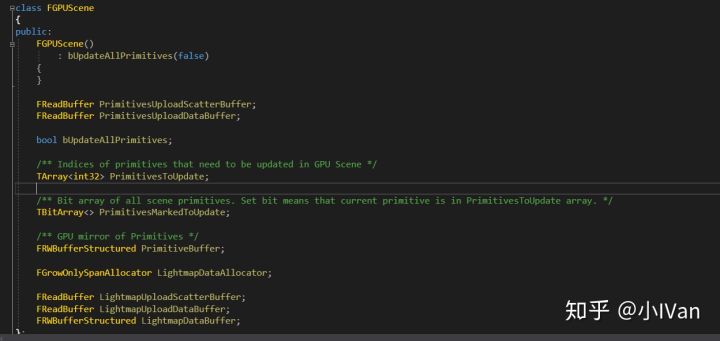 class FGPUScene
{
public:
FGPUScene()
: bUpdateAllPrimitives(false)
{
}
FReadBuffer PrimitivesUploadScatterBuffer;
FReadBuffer PrimitivesUploadDataBuffer;
bool bUpdateAllPrimitives;
/** Indices of primitives that need to be updated in GPU Scene */
TArray<int32> PrimitivesToUpdate;
/** Bit array of all scene primitives. Set bit means that current primitive is in PrimitivesToUpdate array. */
TBitArray<> PrimitivesMarkedToUpdate;
/** GPU mirror of Primitives */
FRWBufferStructured PrimitiveBuffer;
FGrowOnlySpanAllocator LightmapDataAllocator;
FReadBuffer LightmapUploadScatterBuffer;
FReadBuffer LightmapUploadDataBuffer;
FRWBufferStructured LightmapDataBuffer;
};
知乎 @小IVan